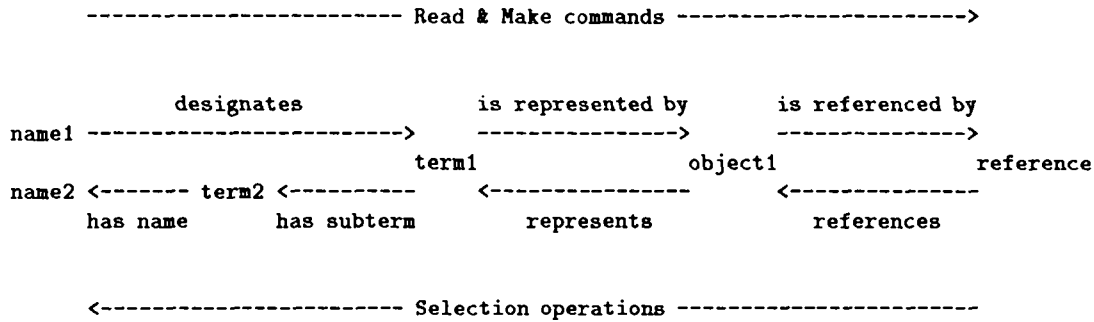 ------------------------ Read & Make commands ---------------------->
designates is represented by is referenced by
name1 ------------------------> ---------------> -------------->
term1 object1 reference
name2 <------- term2 <----------- <---------------- <--------------
has name has subterm represents references
<----------------------- Selection operations -----------------------